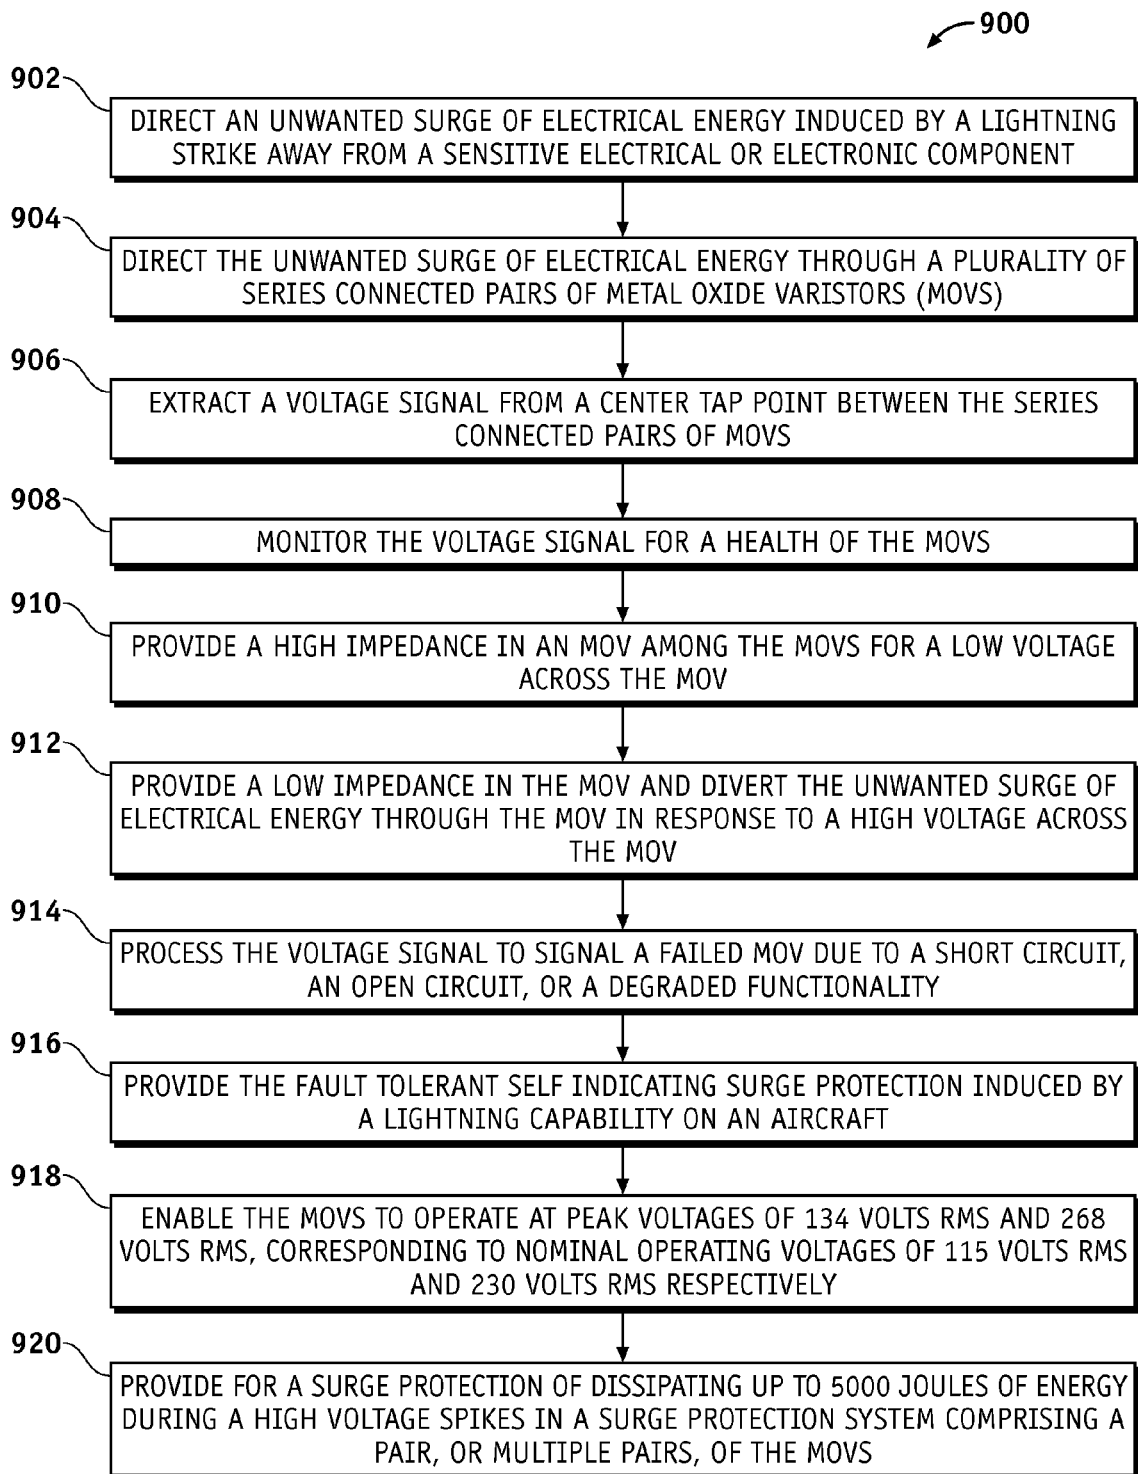 900
902
DIRECT AN UNWANTED SURGE OF ELECTRICAL ENERGY INDUCED BY A LIGHTNING
STRIKE AWAY FROM A SENSITIVE ELECTRICAL OR ELECTRONIC COMPONENT
904
DIRECT THE UNWANTED SURGE OF ELECTRICAL ENERGY THROUGH A PLURALITY OF
SERIES CONNECTED PAIRS OF METAL OXIDE VARISTORS (MOVS)
906
EXTRACT A VOLTAGE SIGNAL FROM A CENTER TAP POINT BETWEEN THE SERIES
CONNECTED PAIRS OF MOVS
908
MONITOR THE VOLTAGE SIGNAL FOR A HEALTH OF THE MOVS
910
PROVIDE A HIGH IMPEDANCE IN AN MOV AMONG THE MOVS FOR A LOW VOLTAGE
ACROSS THE MOV
912
PROVIDE A LOW IMPEDANCE IN THE MOV AND DIVERT THE UNWANTED SURGE OF
ELECTRICAL ENERGY THROUGH THE MOV IN RESPONSE TO A HIGH VOLTAGE ACROSS
THE MOV
914
PROCESS THE VOLTAGE SIGNAL TO SIGNAL A FAILED MOV DUE TO A SHORT CIRCUIT,
AN OPEN CIRCUIT, OR A DEGRADED FUNCTIONALITY
916
PROVIDE THE FAULT TOLERANT SELF INDICATING SURGE PROTECTION INDUCED BY
A LIGHTNING CAPABILITY ON AN AIRCRAFT
918
ENABLE THE MOVS TO OPERATE AT PEAK VOLTAGES OF 134 VOLTS RMS AND 268
VOLTS RMS, CORRESPONDING TO NOMINAL OPERATING VOLTAGES OF 115 VOLTS RMS
AND 230 VOLTS RMS RESPECTIVELY
920
PROVIDE FOR A SURGE PROTECTION OF DISSIPATING UP TO 5000 JOULES OF ENERGY
DURING A HIGH VOLTAGE SPIKES IN A SURGE PROTECTION SYSTEM COMPRISING A
PAIR, OR MULTIPLE PAIRS, OF THE MOVS